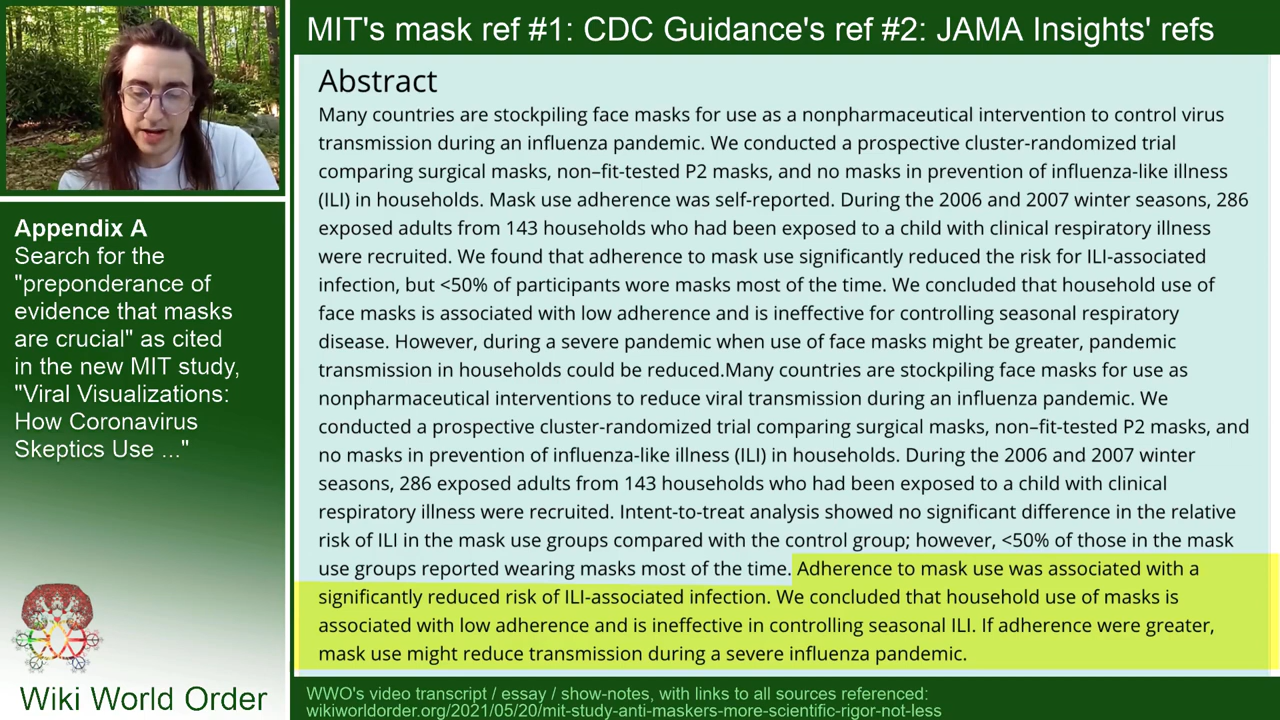 MIT's mask ref #1: CDC Guidance's ref #2: JAMA Insights' refs
Appendix A
Search for the
"preponderance of
evidence that masks
are crucial" as cited
in the new MIT study,
"Viral Visualizations:
How Coronavirus
Skeptics Use ..."
Wiki World Order
Abstract
Many countries are stockpiling face masks for use as a nonpharmaceutical intervention to control virus
transmission during an influenza pandemic. We conducted a prospective cluster-randomized trial
comparing surgical masks, non–fit-tested P2 masks, and no masks in prevention of influenza-like illness
(ILI) in households. Mask use adherence was self-reported. During the 2006 and 2007 winter seasons, 286
exposed adults from 143 households who had been exposed to a child with clinical respiratory illness
were recruited. We found that adherence to mask use significantly reduced the risk for ILI-associated
infection, but <50% of participants wore masks most of the time. We concluded that household use of
face masks is associated with low adherence and is ineffective for controlling seasonal respiratory
disease. However, during a severe pandemic when use of face masks might be greater, pandemic
transmission in households could be reduced.Many countries are stockpiling face masks for use as
nonpharmaceutical interventions to reduce viral transmission during an influenza pandemic. We
conducted a prospective cluster-randomized trial comparing surgical masks, non–fit-tested P2 masks, and
no masks in prevention of influenza-like illness (ILI) in households. During the 2006 and 2007 winter
seasons, 286 exposed adults from 143 households who had been exposed to a child with clinical
respiratory illness were recruited. Intent-to-treat analysis showed no significant difference in the relative
risk of ILI in the mask use groups compared with the control group; however, <50% of those in the mask
use groups reported wearing masks most of the time. Adherence to mask use was associated with a
significantly reduced risk of ILI-associated infection. We concluded that household use of masks is
associated with low adherence and is ineffective in controlling seasonal ILI. If adherence were greater,
mask use might reduce transmission during a severe influenza pandemic.
WWO's video transcript / essay / show-notes, with links to all sources referenced:
wikiworldorder.org/2021/05/20/mit-study-anti-maskers-more-scientific-rigor-not-less